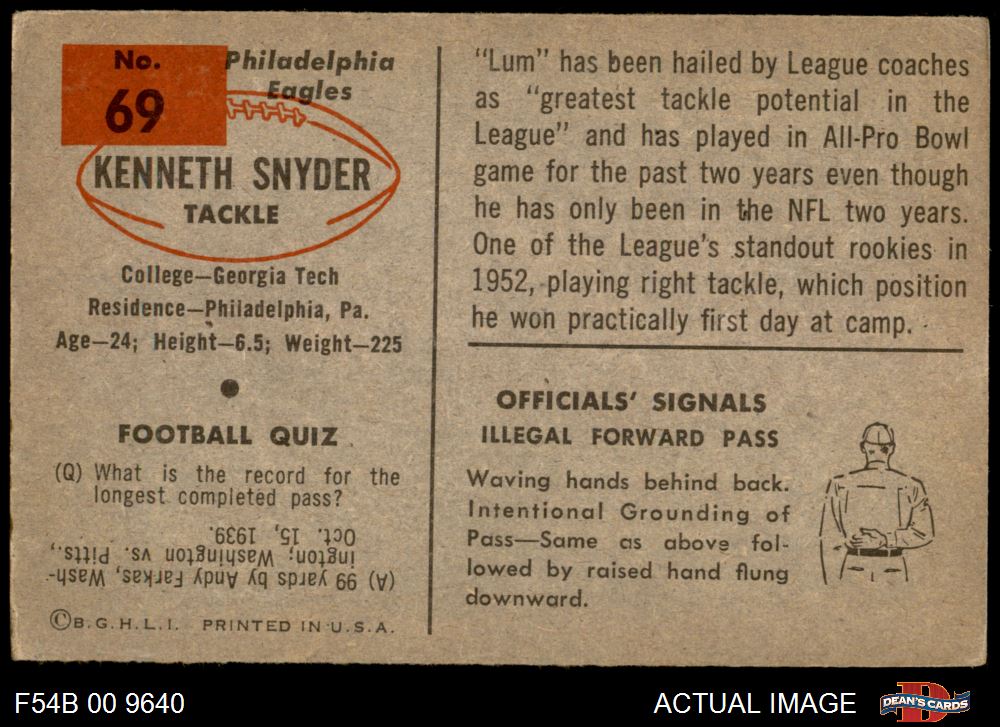 No.
69
Philadelphia
Eagles
KENNETH SNYDER
TACKLE
College—Georgia Tech
Residence—Philadelphia, Pa.
Age—24; Height—6.5; Weight—225
FOOTBALL QUIZ
(Q) What is the record for the
longest completed pass?
(A) 99 yards by Andy Farkas, Wash-
ington; Washington vs. Pitts.,
Oct. 15, 1939.
©B.G.H.L.I. PRINTED IN U.S.A.
"Lum" has been hailed by League coaches
as "greatest tackle potential in the
League" and has played in All-Pro Bowl
game for the past two years even though
he has only been in the NFL two years.
One of the League's standout rookies in
1952, playing right tackle, which position
he won practically first day at camp.
OFFICIALS' SIGNALS
ILLEGAL FORWARD PASS
Waving hands behind back.
Intentional Grounding of
Pass—Same as above fol-
lowed by raised hand flung
downward.
F54B 00 9640
ACTUAL IMAGE
DEAN'S CARDS